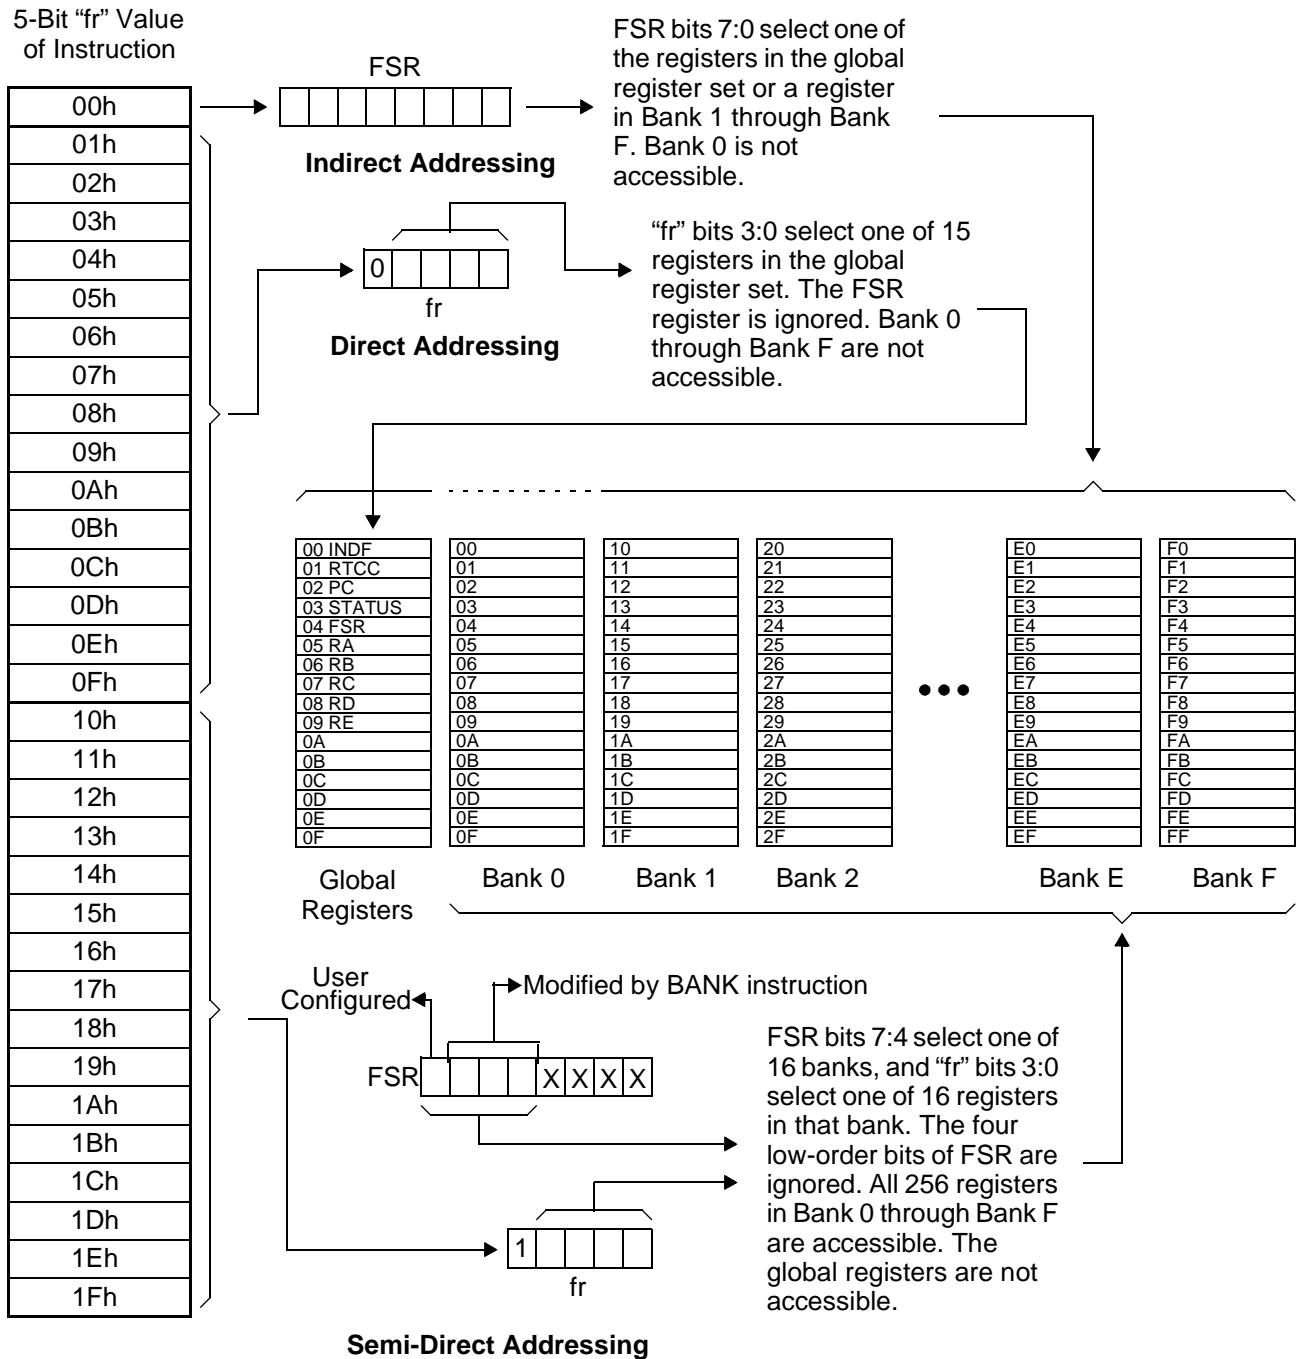 5-Bit “fr” Value
of Instruction
00h
01h
02h
03h
04h
05h
06h
07h
08h
09h
0Ah
0Bh
0Ch
0Dh
0Eh
0Fh
10h
11h
12h
13h
14h
15h
16h
17h
18h
19h
1Ah
1Bh
1Ch
1Dh
1Eh
1Fh
FSR
Indirect Addressing
FSR bits 7:0 select one of
the registers in the global
register set or a register
in Bank 1 through Bank
F. Bank 0 is not
accessible.
0
fr
Direct Addressing
“fr” bits 3:0 select one of 15
registers in the global
register set. The FSR
register is ignored. Bank 0
through Bank F are not
accessible.
00 INDF
01 RTCC
02 PC
03 STATUS
04 FSR
05 RA
06 RB
07 RC
08 RD
09 RE
0A
0B
0C
0D
0E
0F
Global
Registers
00
01
02
03
04
05
06
07
08
09
0A
0B
0C
0D
0E
0F
Bank 0
10
11
12
13
14
15
16
17
18
19
1A
1B
1C
1D
1E
1F
Bank 1
20
21
22
23
24
25
26
27
28
29
2A
2B
2C
2D
2E
2F
Bank 2
E0
E1
E2
E3
E4
E5
E6
E7
E8
E9
EA
EB
EC
ED
EE
EF
Bank E
F0
F1
F2
F3
F4
F5
F6
F7
F8
F9
FA
FB
FC
FD
FE
FF
Bank F
User
Configured
Modified by BANK instruction
FSR X X X X
1
fr
FSR bits 7:4 select one of
16 banks, and “fr” bits 3:0
select one of 16 registers
in that bank. The four
low-order bits of FSR are
ignored. All 256 registers
in Bank 0 through Bank F
are accessible. The
global registers are not
accessible.
Semi-Direct Addressing